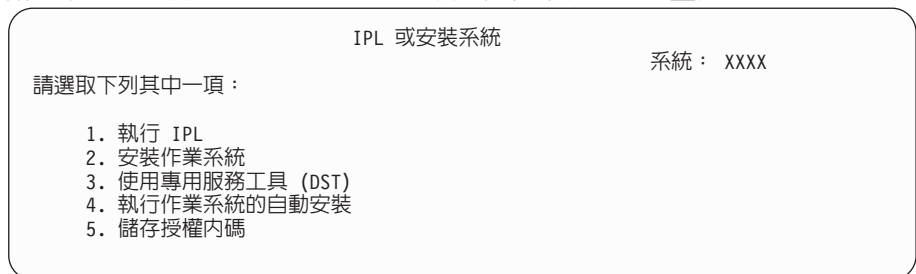 IPL 或安裝系統
系統： XXXX
請選取下列其中一項：
1. 執行 IPL
2. 安裝作業系統
3. 使用專用服務工具 (DST)
4. 執行作業系統的自動安裝
5. 儲存授權內碼